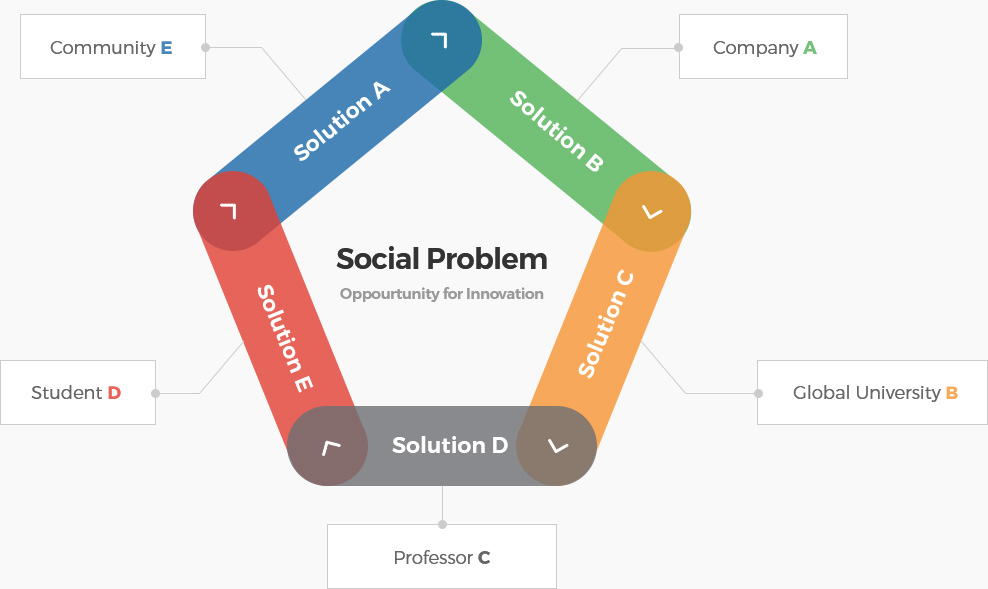 Community E
Company A
Solution A
Solution B
Social Problem
Oppourtunity for Innovation
Solution E
Solution C
Student D
Global University B
Solution D
Professor C